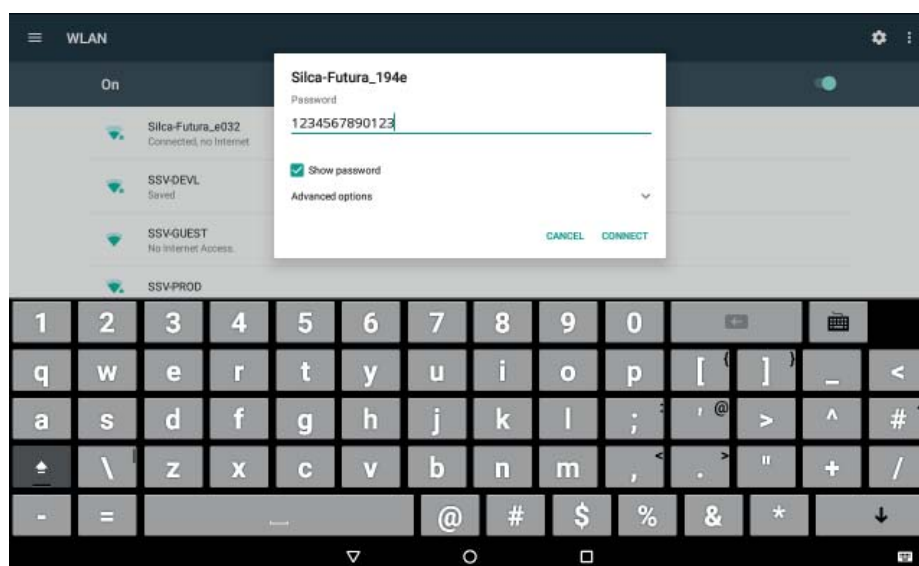 WLAN
On
Silca-Futura_194e
Password
1234567890123
Show password
Advanced options
CANCEL CONNECT
Silca-Futura_e032
Connected, no Internet
SSV-DEVL
Saved
SSV-GUEST
No Internet Access.
SSV-PROD
1 2 3 4 5 6 7 8 9 0
q w e r t y u i o p [ { ] } _ <
a s d f g h j k l ; : ' @ > ^ #
\ | z x c v b n m , < . > " + /
- = @ # $ % & *